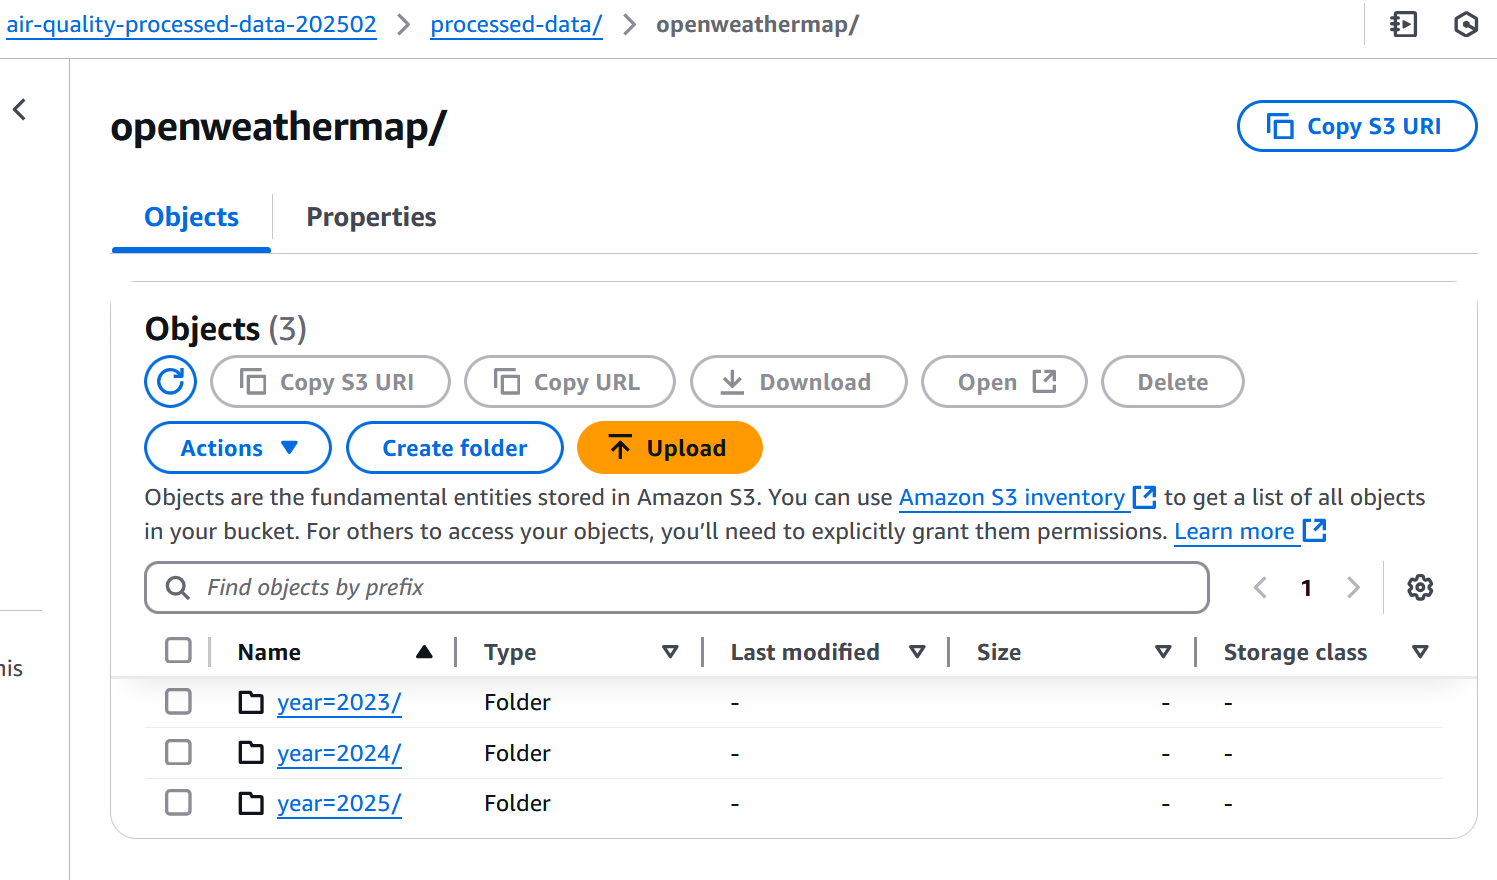 air-quality-processed-data-202502 > processed-data/ > openweathermap/
openweathermap/
Copy S3 URI
Objects
Properties
Objects (3)
Copy S3 URI
Copy URL
Download
Open
Delete
Actions
Create folder
Upload
Objects are the fundamental entities stored in Amazon S3. You can use Amazon S3 inventory to get a list of all objects
in your bucket. For others to access your objects, you’ll need to explicitly grant them permissions. Learn more
Find objects by prefix
1
Name Type Last modified Size Storage class
year=2023/ Folder - - -
year=2024/ Folder - - -
year=2025/ Folder - - -